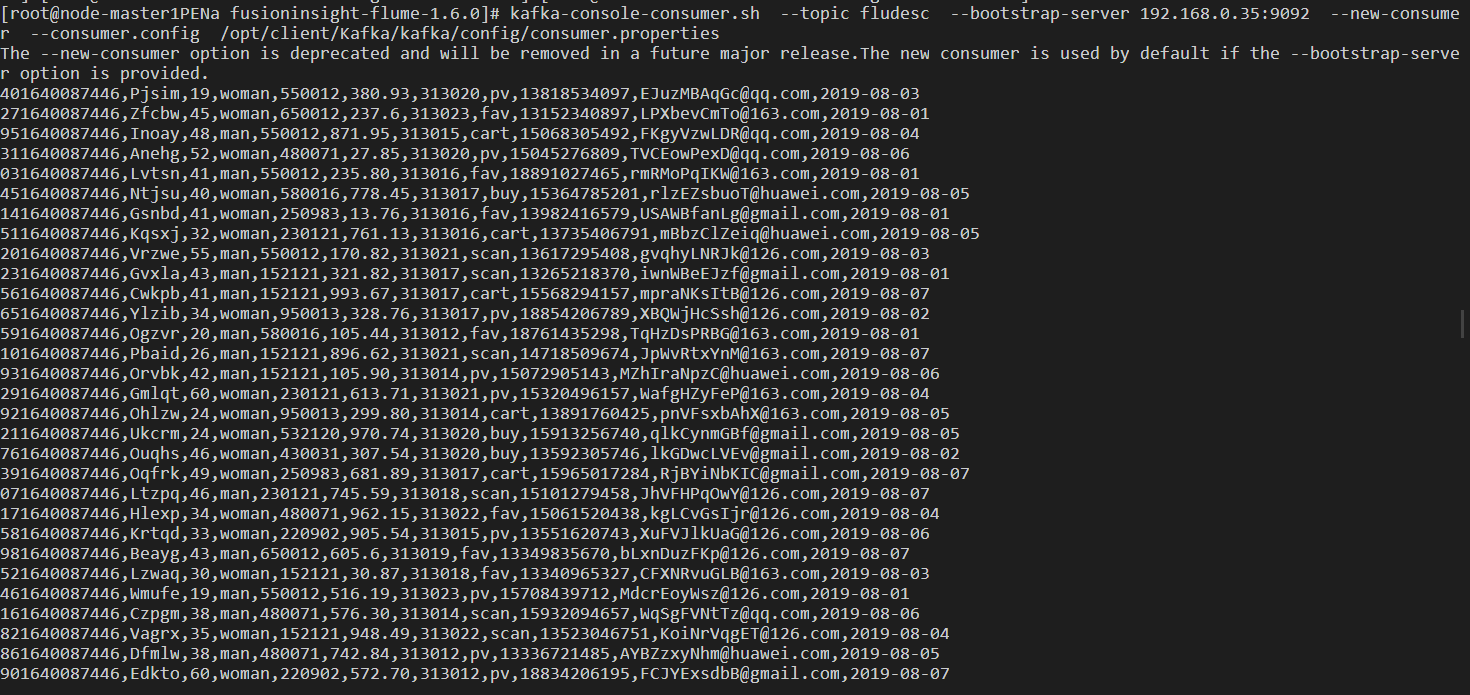 [root@node-master1PENa fusioninsight-flume-1.6.0]# kafka-console-consumer.sh  --topic fludesc  --bootstrap-server 192.168.0.35:9092  --new-consume
r  --consumer.config  /opt/client/Kafka/kafka/config/consumer.properties
The --new-consumer option is deprecated and will be removed in a future major release.The new consumer is used by default if the --bootstrap-serve
r option is provided.
401640087446,Pjsim,19,woman,550012,380.93,313020,pv,13818534097,EJuzMBAqGc@qq.com,2019-08-03
271640087446,Zfcbw,45,woman,650012,237.6,313023,fav,13152340897,LPXbevCmTo@163.com,2019-08-01
951640087446,Inoay,48,man,550012,871.95,313015,cart,15068305492,FKgyVzwLDR@qq.com,2019-08-04
311640087446,Anehg,52,woman,480071,27.85,313020,pv,15045276809,TVCEowPexD@qq.com,2019-08-06
031640087446,Lvtsn,41,man,550012,235.80,313016,fav,18891027465,rmRMoPqIKW@163.com,2019-08-01
451640087446,Ntjsu,40,woman,580016,778.45,313017,buy,15364785201,rlzEZsbuoT@huawei.com,2019-08-05
141640087446,Gsnbd,41,woman,250983,13.76,313016,fav,13982416579,USAWBfanLg@gmail.com,2019-08-01
511640087446,Kqsxj,32,woman,230121,761.13,313016,cart,13735406791,mBbzClZeiq@huawei.com,2019-08-05
201640087446,Vrzwe,55,man,550012,170.82,313021,scan,13617295408,gvqhyLNRJk@126.com,2019-08-03
231640087446,Gvxla,43,man,152121,321.82,313017,scan,13265218370,iwnWBeEJzf@gmail.com,2019-08-01
561640087446,Cwkpb,41,man,152121,993.67,313017,cart,15568294157,mpraNKsItB@126.com,2019-08-07
651640087446,Ylzib,34,woman,950013,328.76,313017,pv,18854206789,XBQWjHcSsh@126.com,2019-08-02
591640087446,Ogzvr,20,man,580016,105.44,313012,fav,18761435298,TqHzDsPRBG@163.com,2019-08-01
101640087446,Pbaid,26,man,152121,896.62,313021,scan,14718509674,JpWvRtxYnM@163.com,2019-08-07
931640087446,Orvbk,42,man,152121,105.90,313014,pv,15072905143,MZhIraNpzC@huawei.com,2019-08-06
291640087446,Gmlqt,60,woman,230121,613.71,313021,pv,15320496157,WafgHZyFeP@163.com,2019-08-04
921640087446,Ohlzw,24,woman,950013,299.80,313014,cart,13891760425,pnVFsxbAhX@163.com,2019-08-05
211640087446,Ukcrm,24,woman,532120,970.74,313020,buy,15913256740,qlkCynmGBf@gmail.com,2019-08-05
761640087446,Ouqhs,46,woman,430031,307.54,313020,buy,13592305746,lkGDwcLVEv@gmail.com,2019-08-02
391640087446,Oqfrk,49,woman,250983,681.89,313017,cart,15965017284,RjBYiNbKIC@gmail.com,2019-08-07
071640087446,Ltzpq,46,man,230121,745.59,313018,scan,15101279458,JhVFHPqOwY@126.com,2019-08-07
171640087446,Hlexp,34,woman,480071,962.15,313022,fav,15061520438,kgLCvGsIjr@126.com,2019-08-04
581640087446,Krtqd,33,woman,220902,905.54,313015,pv,13551620743,XuFVJlkUaG@126.com,2019-08-06
981640087446,Beayg,43,man,650012,605.6,313019,fav,13349835670,bLxnDuzFKp@126.com,2019-08-07
521640087446,Lzwaq,30,woman,152121,30.87,313018,fav,13340965327,CFXNRvuGLB@163.com,2019-08-03
461640087446,Wmufe,19,woman,550012,516.19,313023,pv,15708439712,MdcrEoyWsz@126.com,2019-08-01
161640087446,Czpgm,38,man,480071,576.30,313014,scan,15932094657,WqSgFVNtTz@qq.com,2019-08-06
821640087446,Vagrx,35,woman,152121,948.49,313022,scan,13523046751,KoiNrVqgET@126.com,2019-08-04
861640087446,Dfmlw,38,man,480071,742.84,313012,pv,13336721485,AYBZzxyNhm@huawei.com,2019-08-05
901640087446,Edkto,60,woman,220902,572.70,313012,pv,18834206195,FCJYExsdbB@gmail.com,2019-08-07